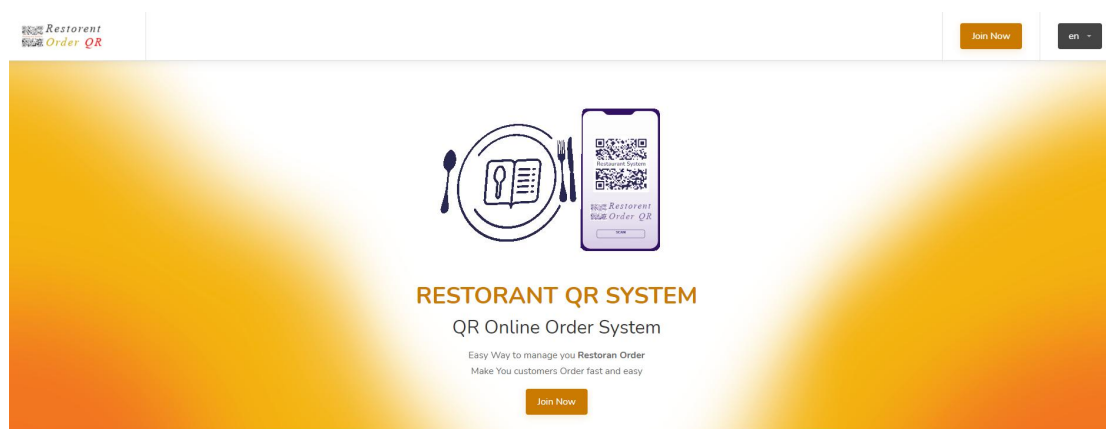 Restorent
Order QR
Join Now
en
Restaurant System
Restorent
Order QR
RESTORANT QR SYSTEM
QR Online Order System
Easy Way to manage you Restoran Order
Make You customers Order fast and easy
Join Now